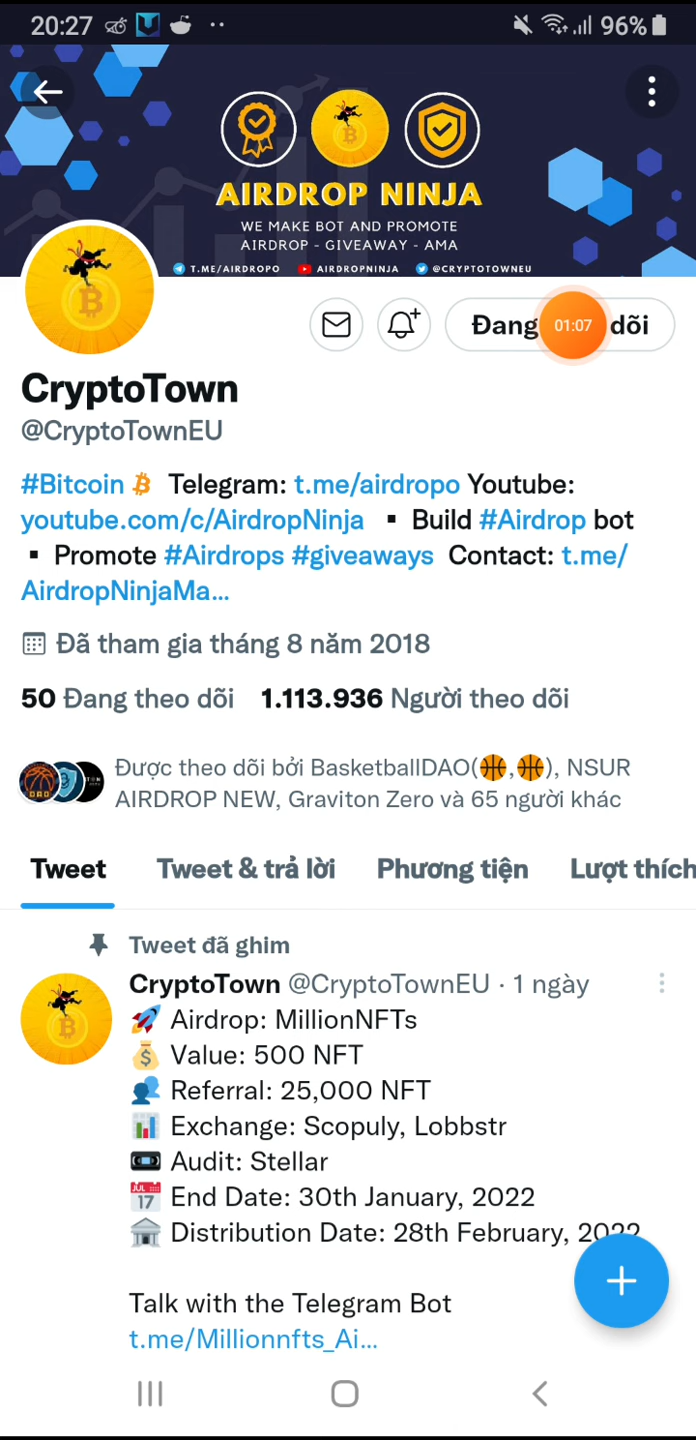 20:27
96%
AIRDROP NINJA
WE MAKE BOT AND PROMOTE
AIRDROP - GIVEAWAY - AMA
T.ME/AIRDROPO AIRDROPNINJA @CRYPTOTOWNEU
Đang 01:07 dõi
CryptoTown
@CryptoTownEU
#Bitcoin Telegram: t.me/airdropo Youtube:
youtube.com/c/AirdropNinja ▪ Build #Airdrop bot
▪ Promote #Airdrops #giveaways Contact: t.me/
AirdropNinjaMa...
Đã tham gia tháng 8 năm 2018
50 Đang theo dõi 1.113.936 Người theo dõi
Được theo dõi bởi BasketballDAO(🏀,🏀), NSUR
AIRDROP NEW, Graviton Zero và 65 người khác
Tweet Tweet & trả lời Phương tiện Lượt thích
Tweet đã ghim
CryptoTown @CryptoTownEU · 1 ngày
🚀 Airdrop: MillionNFTs
💰 Value: 500 NFT
👥 Referral: 25,000 NFT
📊 Exchange: Scopuly, Lobbstr
📼 Audit: Stellar
📅 End Date: 30th January, 2022
🏛 Distribution Date: 28th February, 2022
Talk with the Telegram Bot
t.me/Millionnfts_Ai...